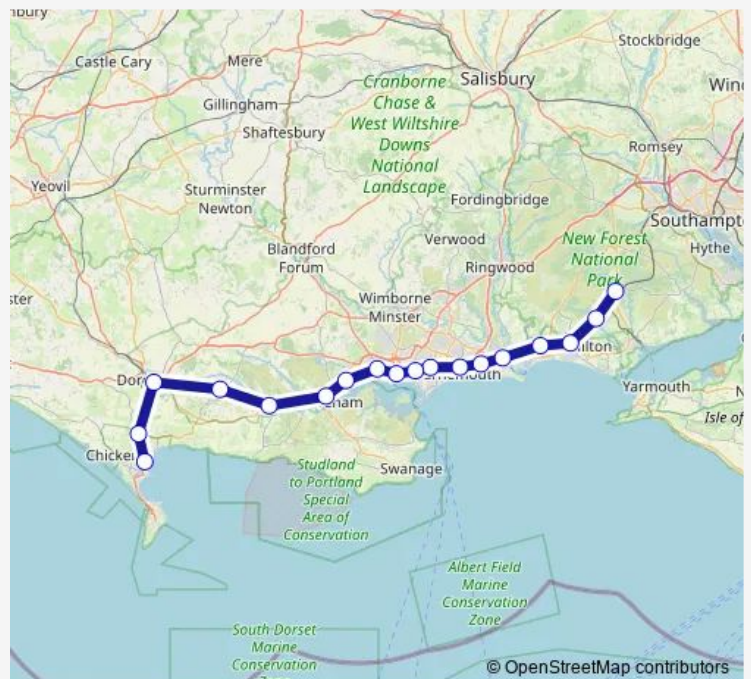 Castle Cary
Mere
Stockbridge
Cranborne
Chase &
West Wiltshire
Downs
National
Landscape
Salisbury
Gillingham
Shaftesbury
Romsey
Yeovil
Sturminster
Newton
Fordingbridge
Southampt
Hythe
Blandford
Forum
Verwood
Ringwood
New Forest
National
Park
Wimborne
Minster
Yarmouth
Isle of
Swanage
Studland
to Portland
Special
Area of
Conservation
Albert Field
Marine
Conservation
Zone
South Dorset
Marine
Conservation
© OpenStreetMap contributors